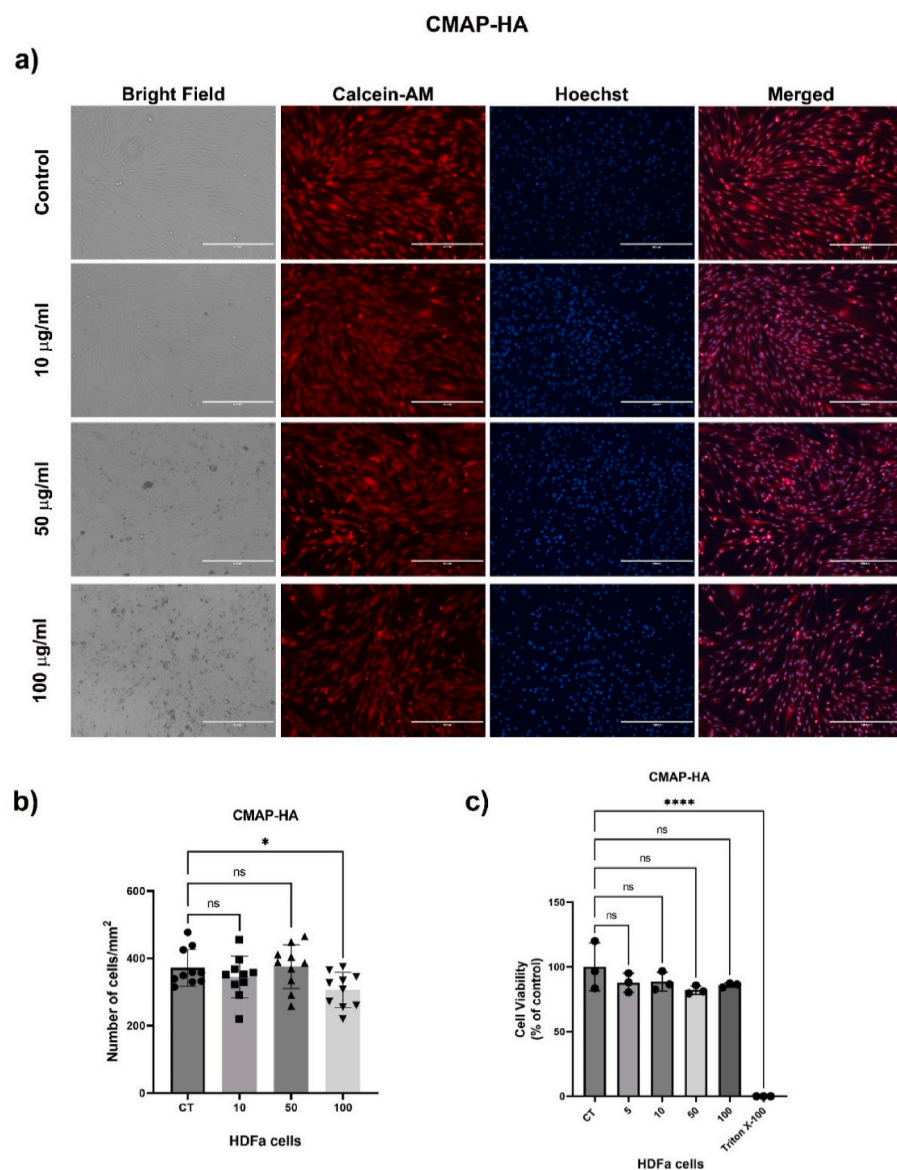 CMAP-HA
a)
Bright Field Calcein-AM Hoechst Merged
Control
10 µg/ml
50 µg/ml
100 µg/ml
b)
CMAP-HA
*
ns
ns
600
400
200
0
Number of cells/mm²
CT 10 50 100
HDFa cells
c)
CMAP-HA
****
ns
ns
ns
ns
150
100
50
0
Cell Viability
(% of control)
CT 5 10 50 100 Triton X-100
HDFa cells